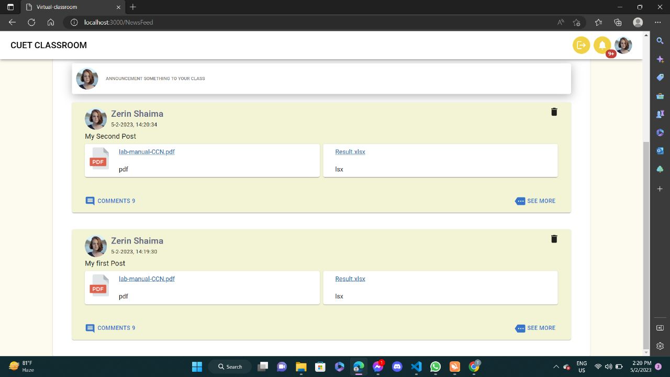 Virtual-classroom
localhost:3000/NewsFeed
CUET CLASSROOM
9+
ANNOUNCEMENT SOMETHING TO YOUR CLASS
Zerin Shaima
5-2-2023, 14:20:34
My Second Post
PDF
lab-manual-CCN.pdf
pdf
Result.xlsx
lsx
COMMENTS 9
SEE MORE
Zerin Shaima
5-2-2023, 14:19:30
My first Post
PDF
lab-manual-CCN.pdf
pdf
Result.xlsx
lsx
COMMENTS 9
SEE MORE
81°F
Haze
Search
ENG
US
2:20 PM
5/2/2023